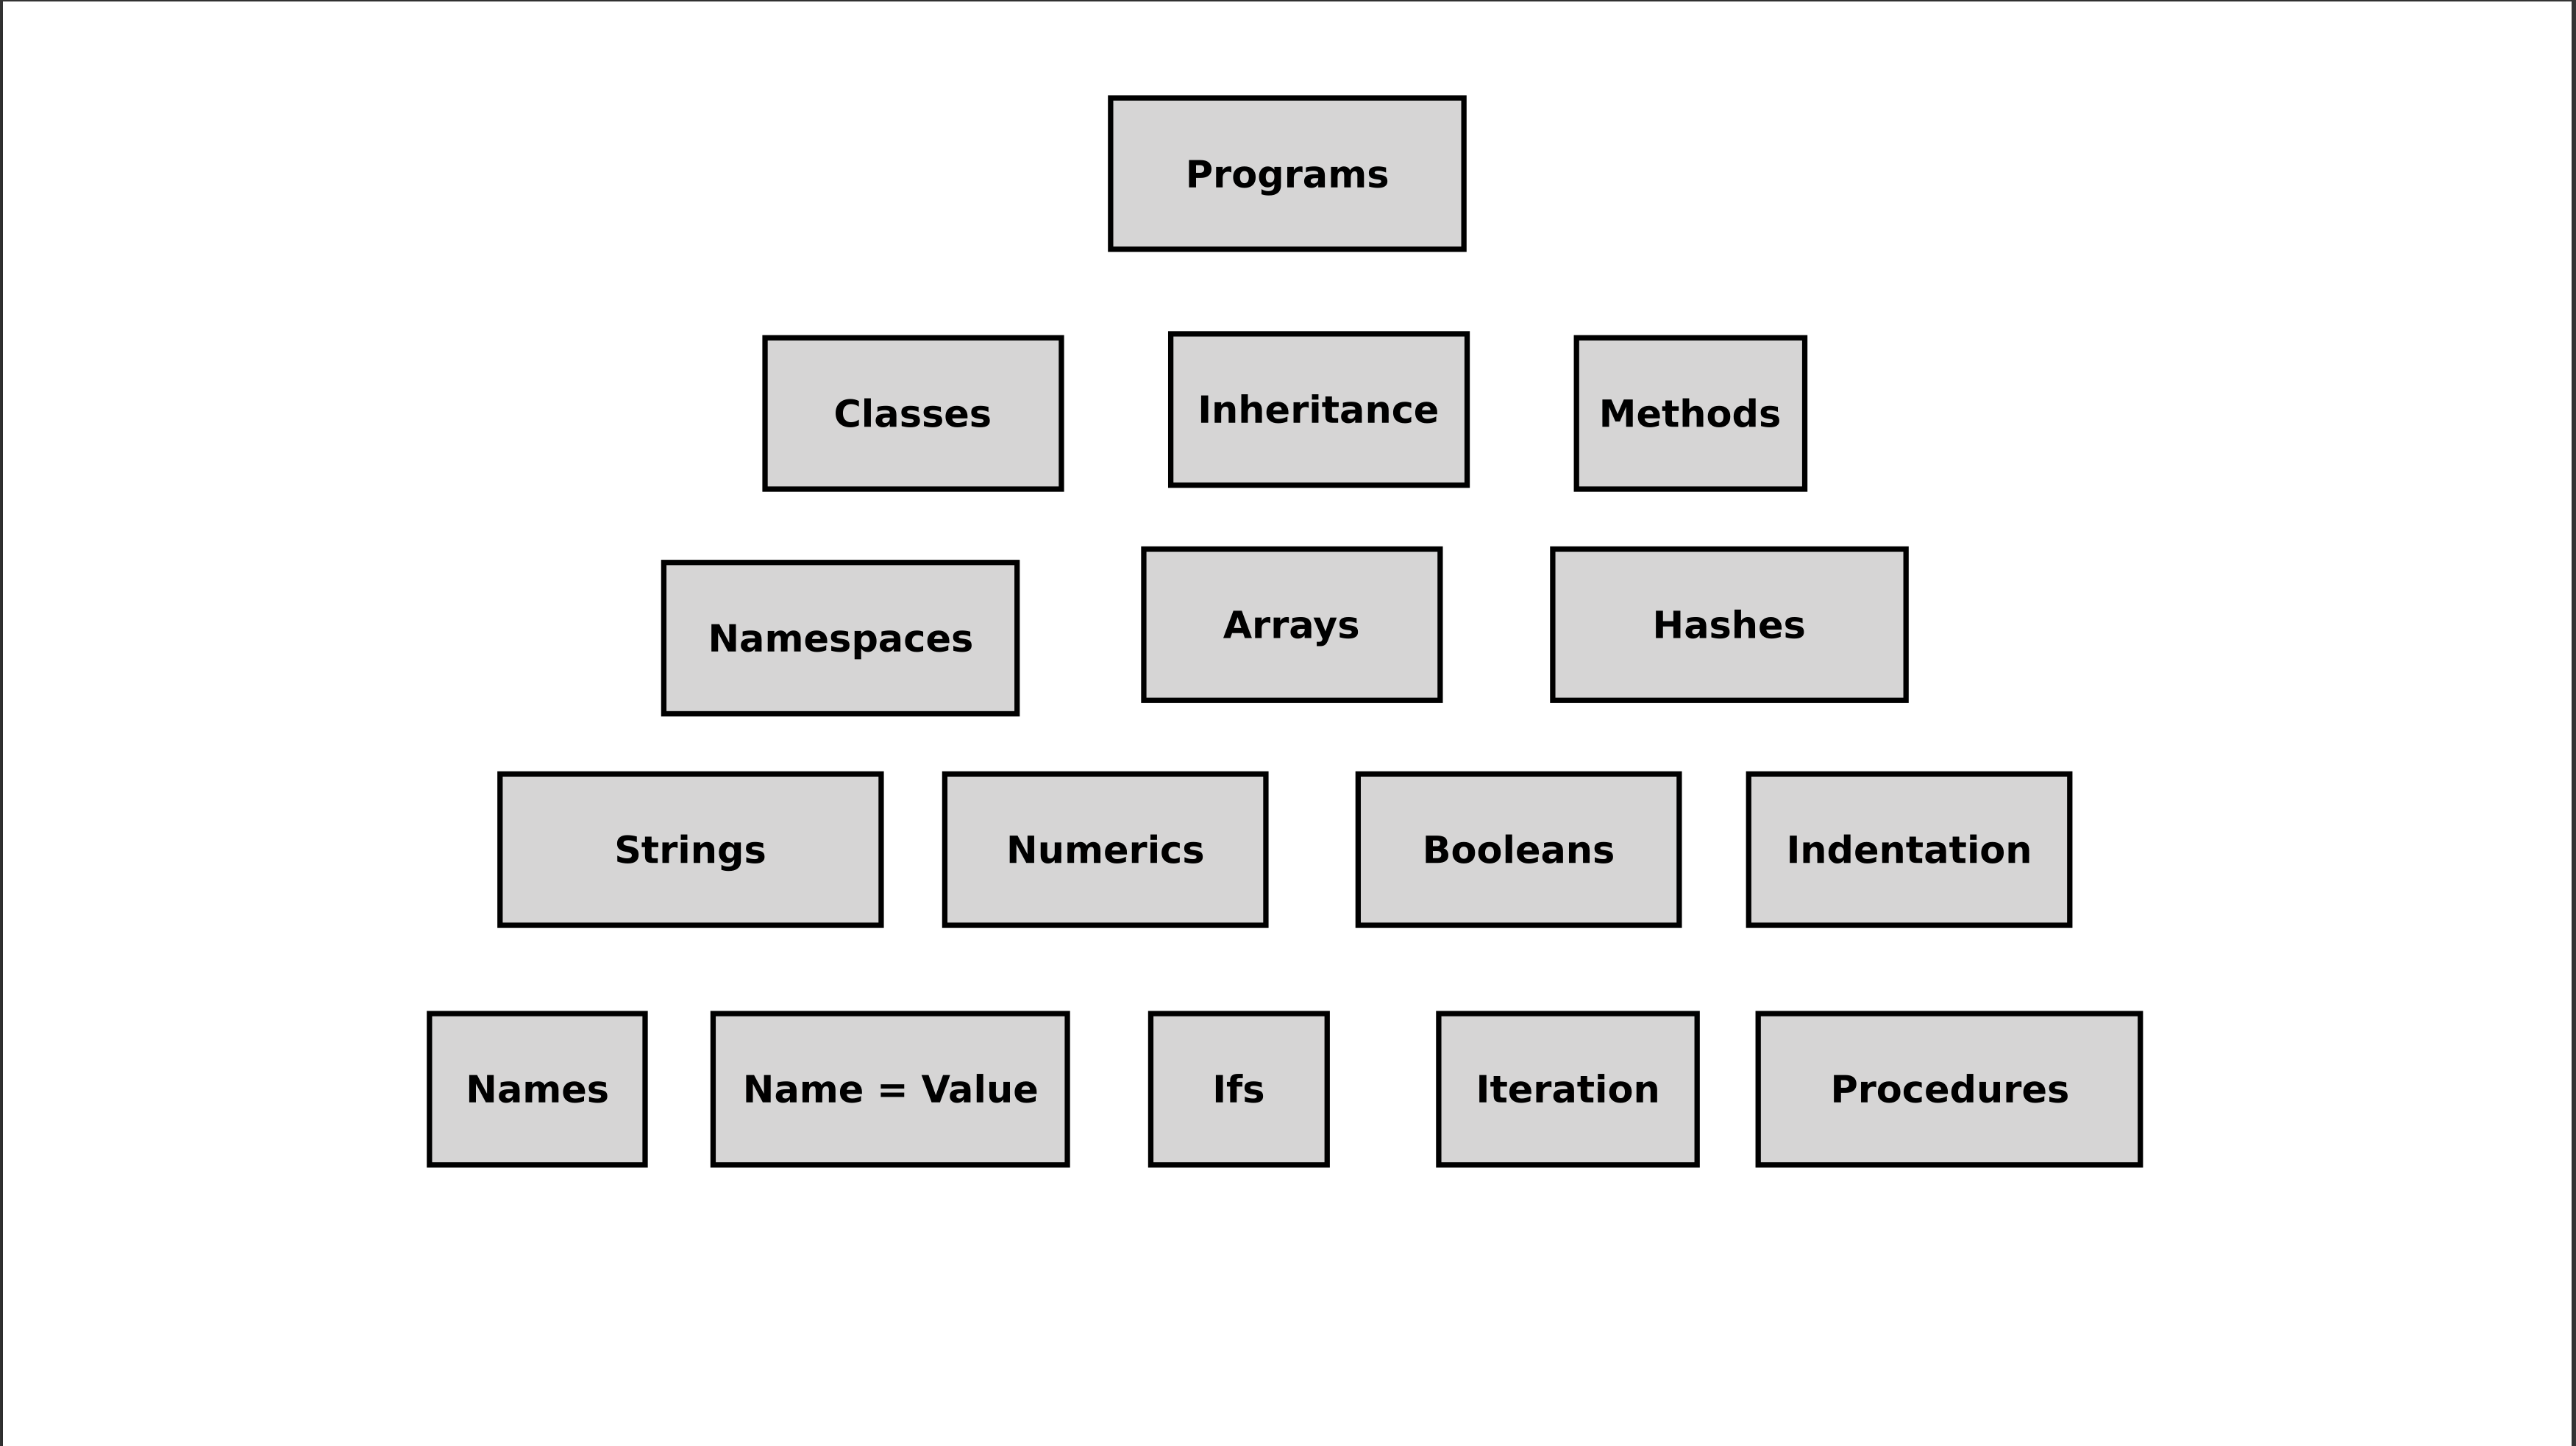 Programs
Classes
Inheritance
Methods
Namespaces
Arrays
Hashes
Strings
Numerics
Booleans
Indentation
Names
Name = Value
Ifs
Iteration
Procedures